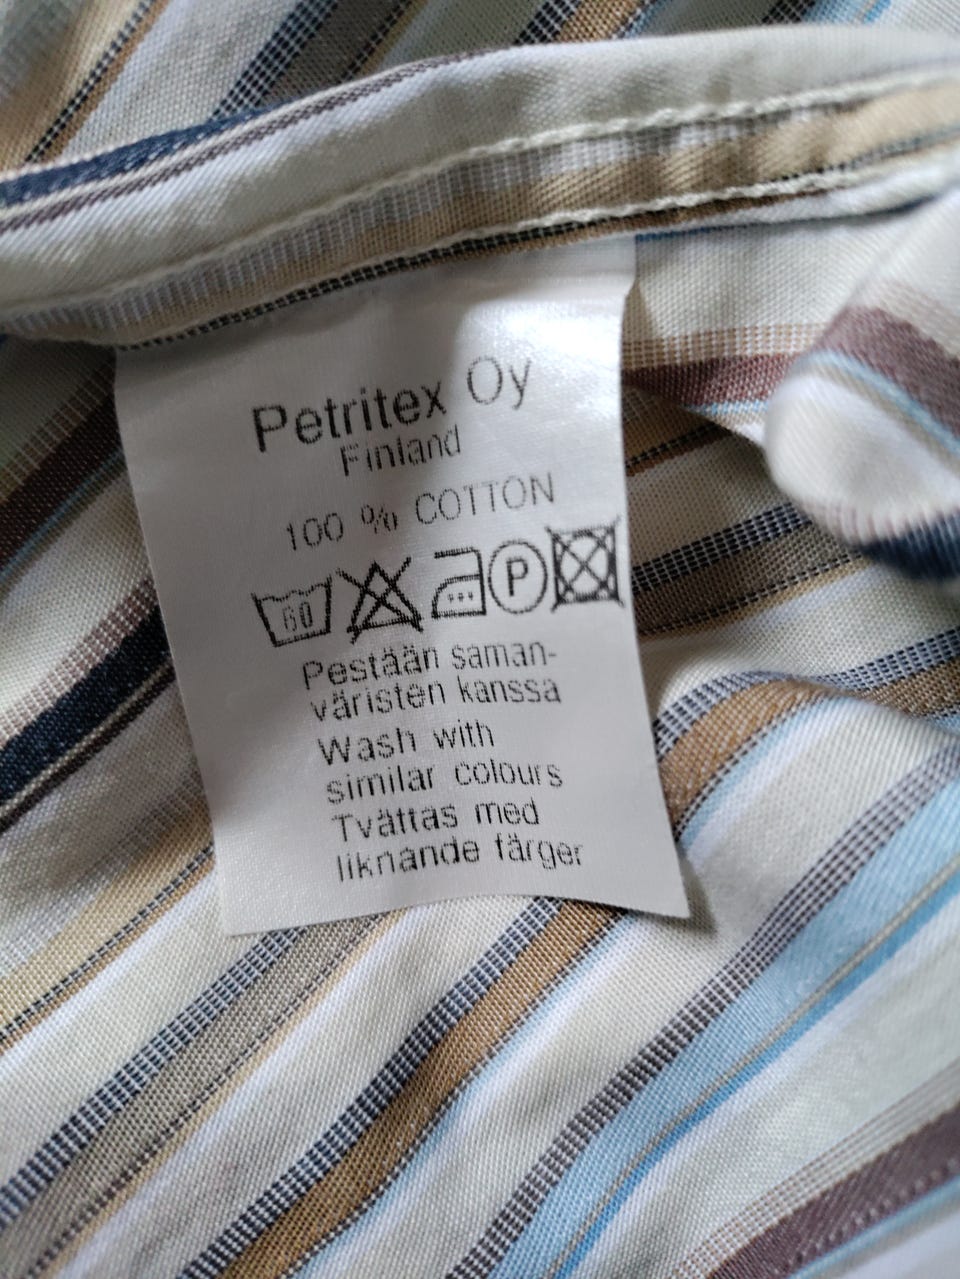 Petritex Oy
Finland
100 % COTTON
60 P
Pestään saman-
väristen kanssa
Wash with
similar colours
Tvättas med
liknande färger